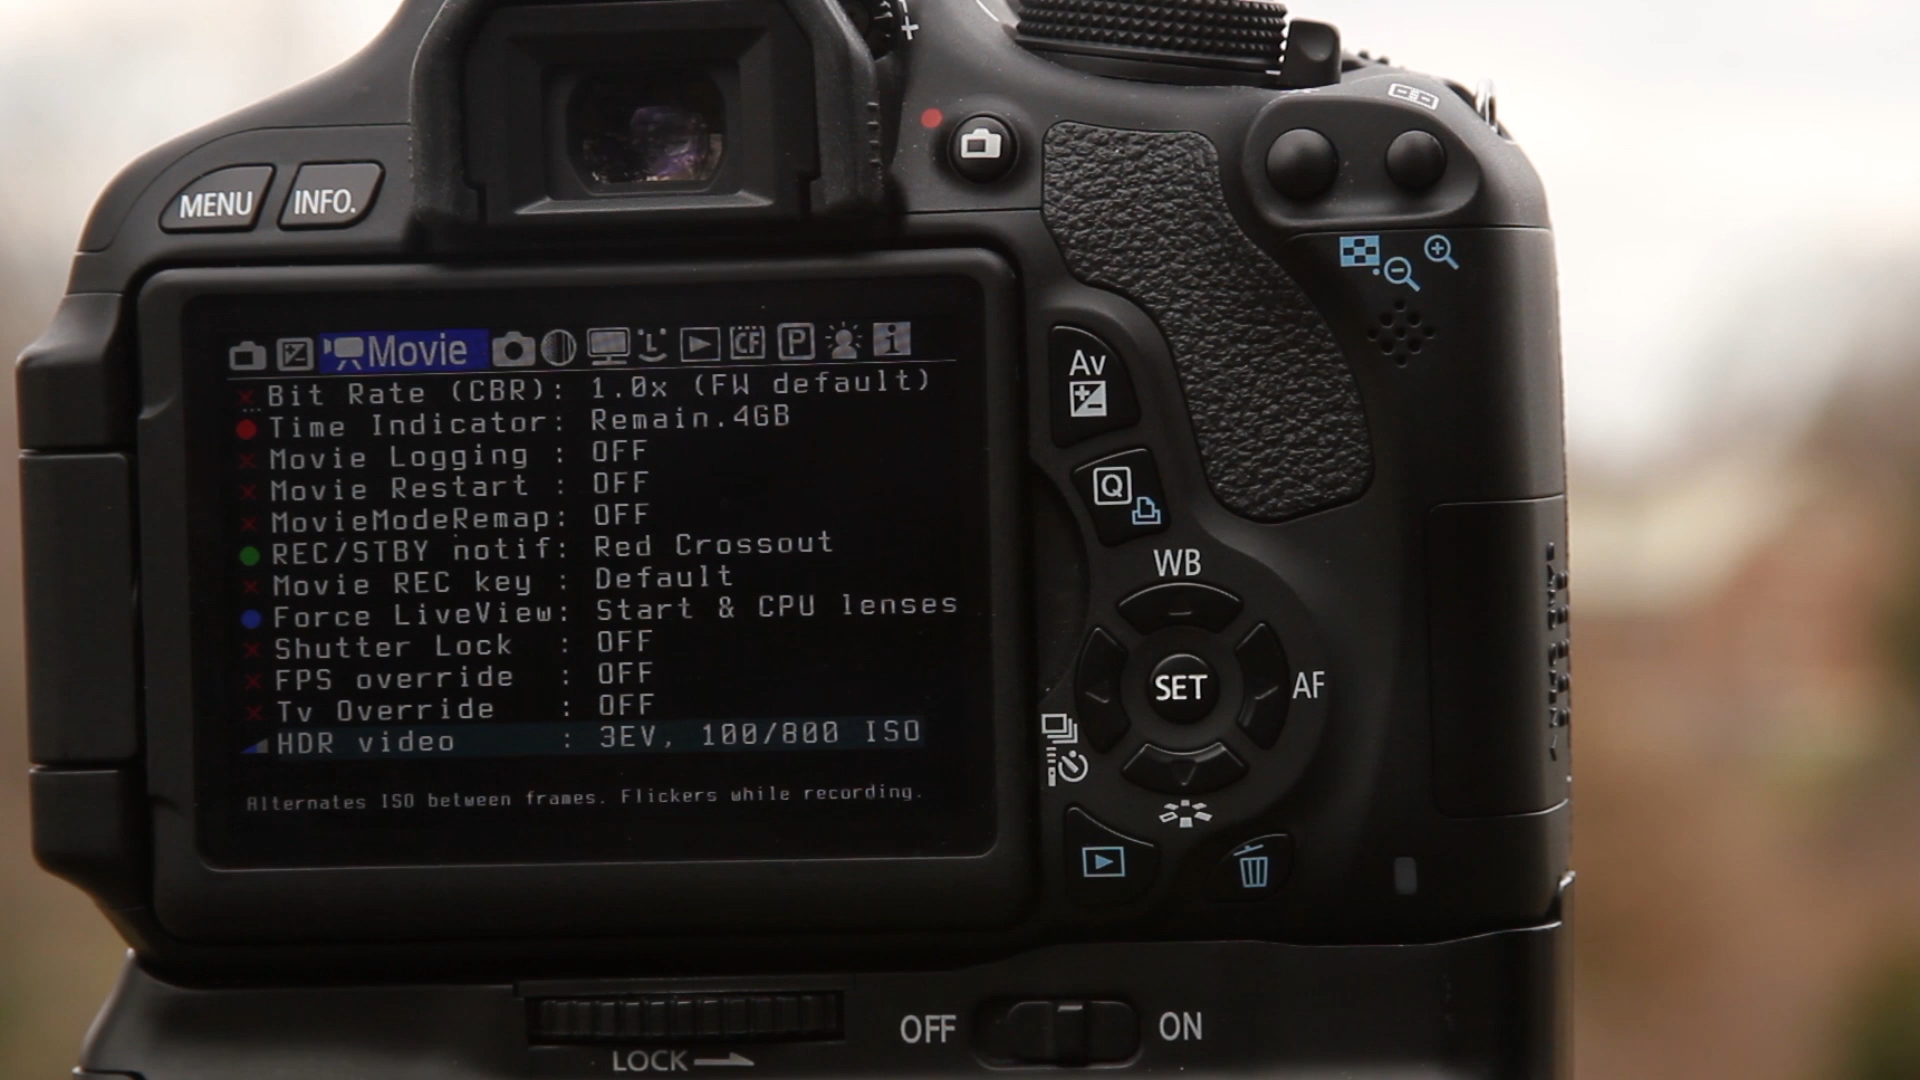 MENU INFO.
Movie
Bit Rate (CBR): 1.0x (FW default)
Time Indicator: Remain.4GB
Movie Logging : OFF
Movie Restart : OFF
MovieModeRemap: OFF
REC/STBY notif: Red Crossout
Movie REC key : Default
Force LiveView: Start & CPU lenses
Shutter Lock : OFF
FPS override : OFF
Tv Override : OFF
HDR video : 3EV, 100/800 ISO
Alternates ISO between frames. Flickers while recording.
CF
P
Av
Q
WB
SET
AF
LOCK
OFF ON